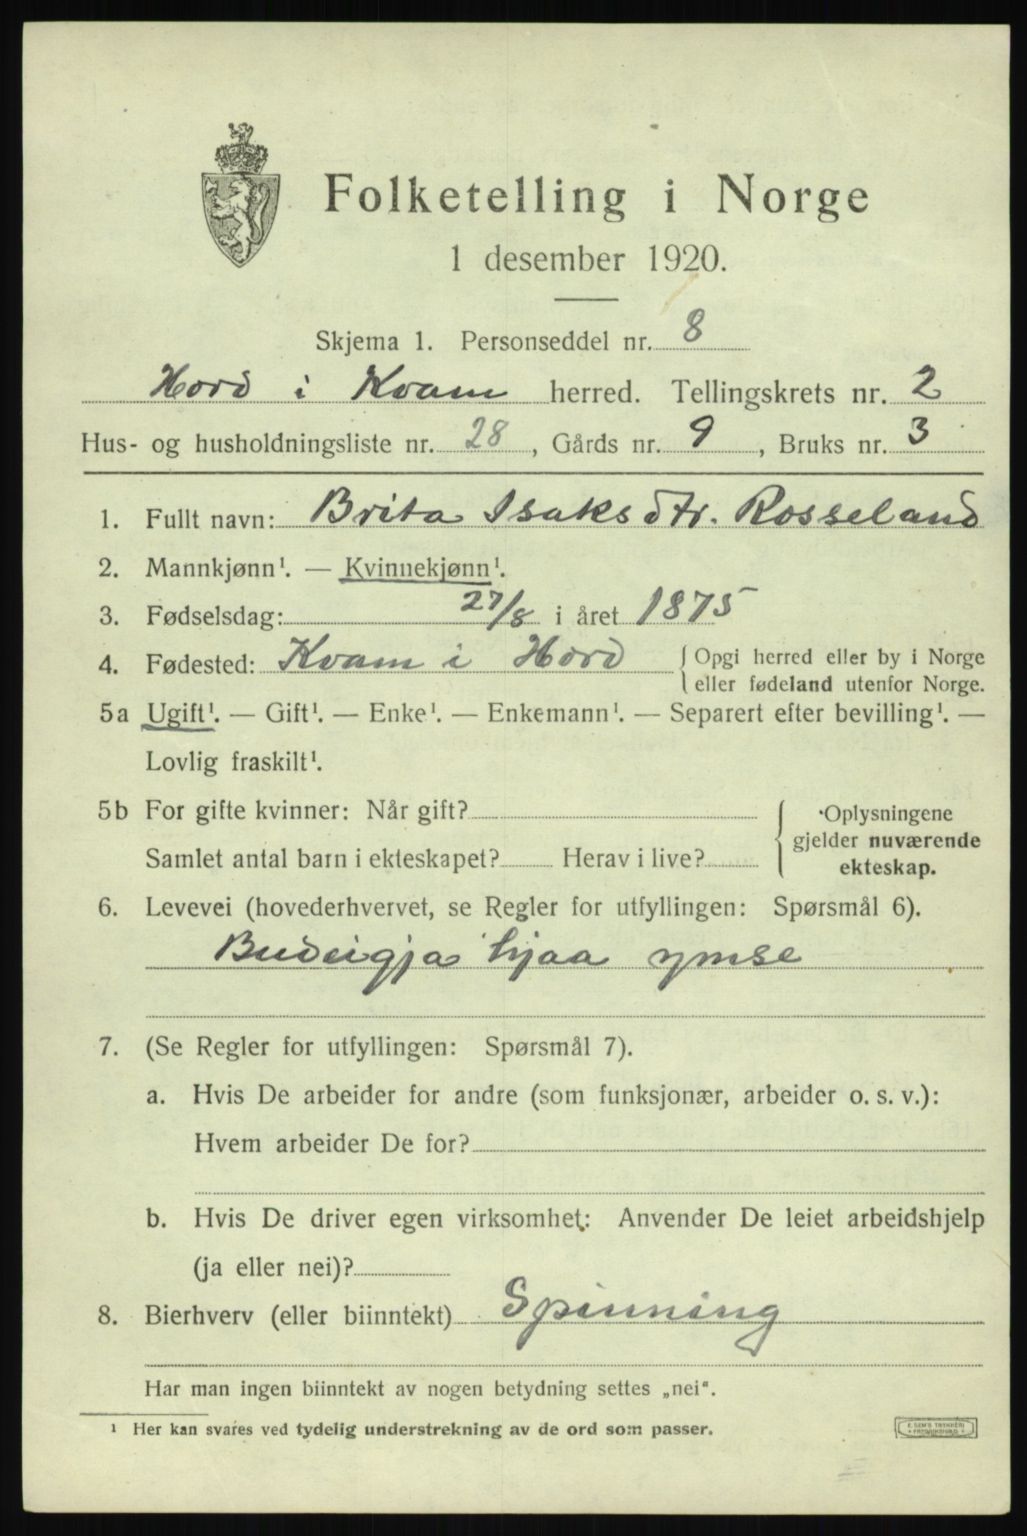 Folketelling i Norge
1 desember 1920.
Skjema 1. Personseddel nr. 8
Hord i Kvam herred. Tellingskrets nr. 2
Hus- og husholdningsliste nr. 28, Gårds nr. 9, Bruks nr. 3
1. Fullt navn: Brita Isaksdtr. Rosseland
2. Mannkjønn¹. — Kvinnekjønn¹.
3. Fødselsdag: 27/8 i året 1875
4. Fødested: Kvam i Hord { Opgi herred eller by i Norge
eller fødeland utenfor Norge.
5a Ugift¹. — Gift¹. — Enke¹. — Enkemann¹. — Separert efter bevilling¹. —
Lovlig fraskilt¹.
5b For gifte kvinner: Når gift?
Samlet antal barn i ekteskapet? Herav i live?
{ Oplysningene
gjelder nuværende
ekteskap.
6. Levevei (hovederhvervet, se Regler for utfyllingen: Spørsmål 6).
Budeigja hjaa ymse
7. (Se Regler for utfyllingen: Spørsmål 7).
a. Hvis De arbeider for andre (som funksjonær, arbeider o. s. v.):
Hvem arbeider De for?
b. Hvis De driver egen virksomhet: Anvender De leiet arbeidshjelp
(ja eller nei)?
8. Bierhverv (eller biinntekt) Spinning
Har man ingen biinntekt av nogen betydning settes „nei".
¹ Her kan svares ved tydelig understrekning av de ord som passer.
E. SEM'S TRYKKERI
FREDRIKSHALD